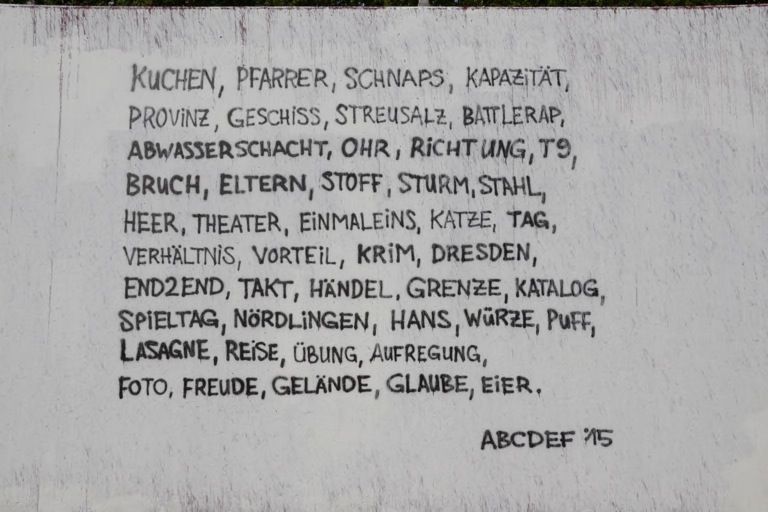 KUCHEN, PFARRER, SCHNAPS, KAPAZiTÄT,
PROViNZ, GESCHiSS, STREUSALZ, BATTLERAP,
ABWASSERSCHACHT, OHR, RiCHTUNG, T9,
BRUCH, ELTERN, STOFF, STURM, STAHL,
HEER, THEATER, EiNMALEiNS, KATZE, TAG,
VERHÄLTNiS, VORTEiL, KRiM, DRESDEN,
END2END, TAKT, HÄNDEL, GRENZE, KATALOG,
SPiELTAG, NÖRDLiNGEN, HANS, WÜRZE, PUFF,
LASAGNE, REiSE, ÜBUNG, AUFREGUNG,
FOTO, FREUDE, GELÄNDE, GLAUBE, EiER.
ABCDEF '15